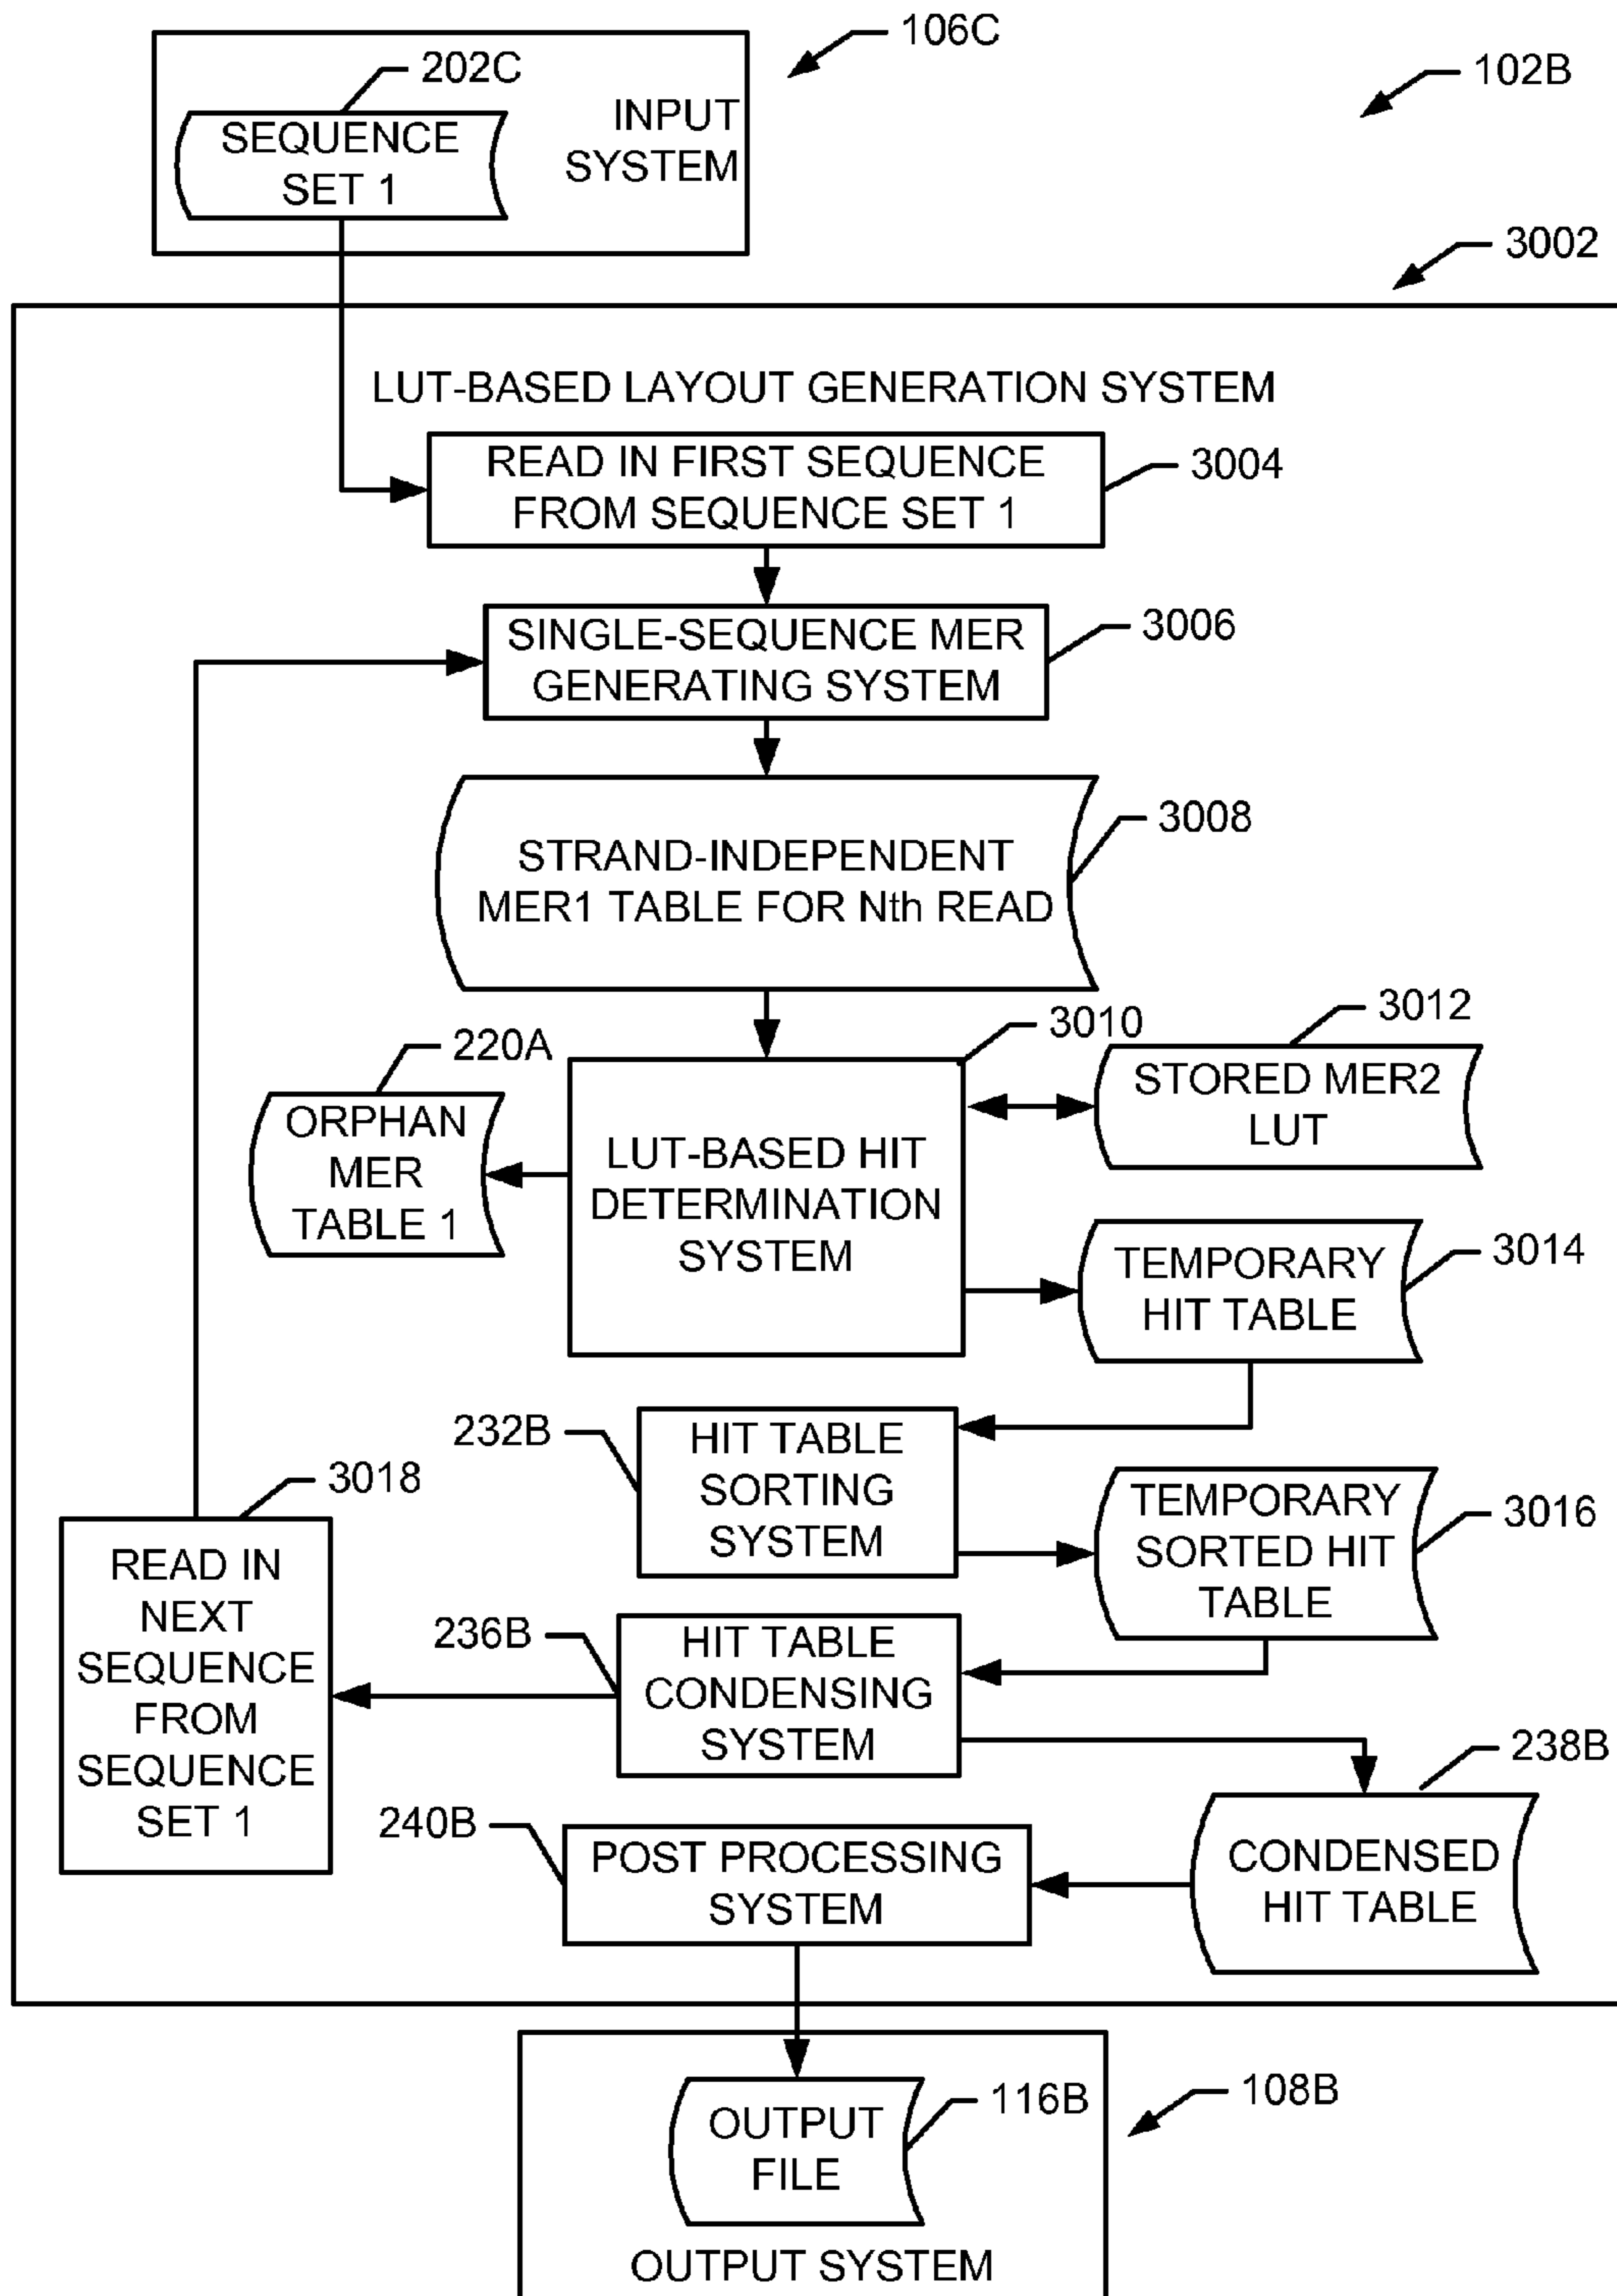 106C
202C
102B
SEQUENCE
SET 1
INPUT
SYSTEM
3002
LUT-BASED LAYOUT GENERATION SYSTEM
READ IN FIRST SEQUENCE
FROM SEQUENCE SET 1
3004
SINGLE-SEQUENCE MER
GENERATING SYSTEM
3006
STRAND-INDEPENDENT
MER1 TABLE FOR Nth READ
3008
220A
ORPHAN
MER
TABLE 1
3010
LUT-BASED HIT
DETERMINATION
SYSTEM
3012
STORED MER2
LUT
TEMPORARY
HIT TABLE
3014
232B
HIT TABLE
SORTING
SYSTEM
TEMPORARY
SORTED HIT
TABLE
3016
3018
READ IN
NEXT
SEQUENCE
FROM
SEQUENCE
SET 1
236B
HIT TABLE
CONDENSING
SYSTEM
238B
CONDENSED
HIT TABLE
240B
POST PROCESSING
SYSTEM
OUTPUT
FILE
116B
108B
OUTPUT SYSTEM